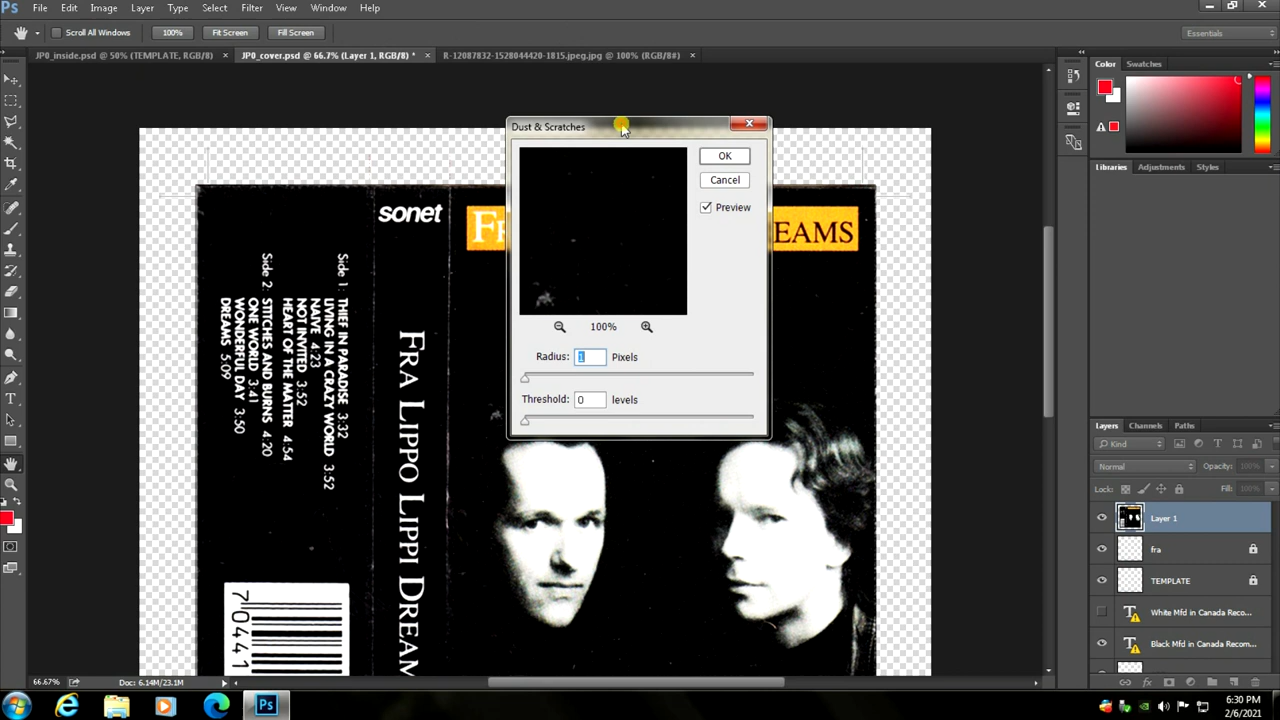 Ps File Edit Image Layer Type Select Filter View Window Help
Scroll All Windows 100% Fit Screen Fill Screen Essentials
JP0_inside.psd @ 50% (TEMPLATE, RGB/8) × JP0_cover.psd @ 66.7% (Layer 1, RGB/8) * × R-12087832-1528044420-1815.jpeg.jpg @ 100% (RGB/8#) ×
Color Swatches
Libraries Adjustments Styles
Dust & Scratches
OK
Cancel
Preview
100%
Radius: 1 Pixels
Threshold: 0 levels
sonet
FR
EAMS
Side 1: THIEF IN PARADISE 3:32
LIVING IN A CRAZY WORLD 3:52
NAIVE 4:23
NOT INVITED 3:52
HEART OF THE MATTER 4:54
Side 2: STITCHES AND BURNS 4:20
ONE WORLD 3:41
WONDERFUL DAY 3:50
DREAMS 5:09
FRA LIPPO LIPPI DREAM
70441
Layers Channels Paths
Kind
Normal Opacity: 100%
Lock: Fill: 100%
Layer 1
fra
TEMPLATE
T White Mfd in Canada Reco...
T Black Mfd in Canada Recom...
66.67% Doc: 6.14M/23.1M
Ps
6:30 PM
2/6/2021